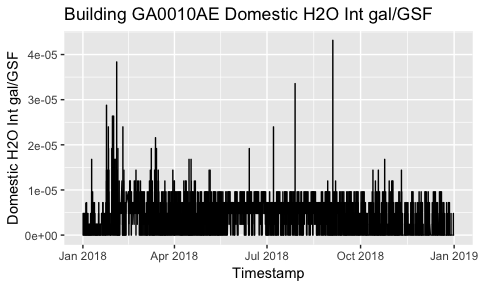 Building GA0010AE Domestic H2O Int gal/GSF
Domestic H2O Int gal/GSF
4e-05
3e-05
2e-05
1e-05
0e+00
Jan 2018
Apr 2018
Jul 2018
Oct 2018
Jan 2019
Timestamp